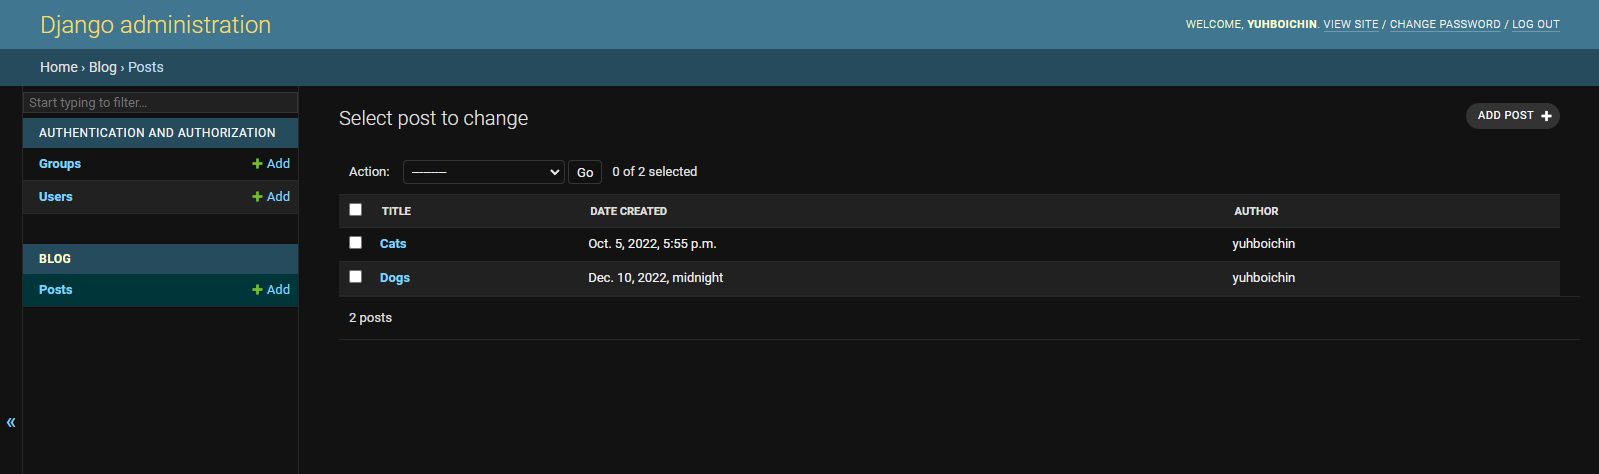 Django administration
WELCOME, YUHBOICHIN. VIEW SITE / CHANGE PASSWORD / LOG OUT
Home › Blog › Posts
Start typing to filter...
AUTHENTICATION AND AUTHORIZATION
Groups + Add
Users + Add
BLOG
Posts + Add
«
Select post to change
ADD POST +
Action: --------- Go 0 of 2 selected
TITLE DATE CREATED AUTHOR
Cats Oct. 5, 2022, 5:55 p.m. yuhboichin
Dogs Dec. 10, 2022, midnight yuhboichin
2 posts